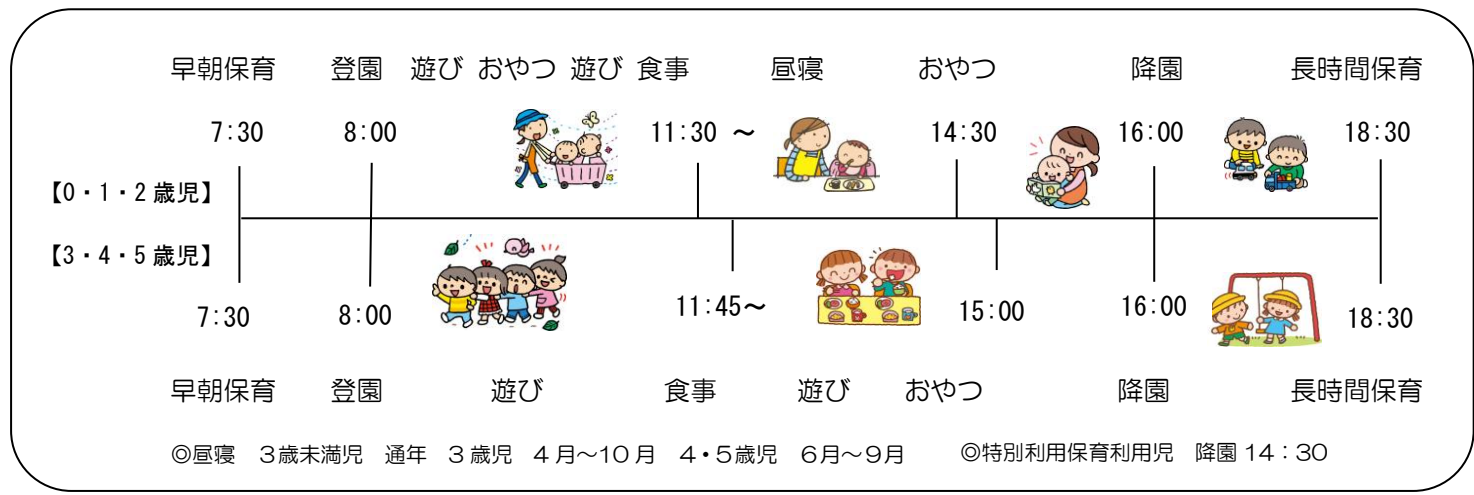 早朝保育 登園 遊び おやつ 遊び 食事 昼寝 おやつ 降園 長時間保育
7:30 8:00 11:30 ~ 14:30 16:00 18:30
【0・1・2歳児】
【3・4・5歳児】
7:30 8:00 11:45~ 15:00 16:00 18:30
早朝保育 登園 遊び 食事 遊び おやつ 降園 長時間保育
◎昼寝 3歳未満児 通年 3歳児 4月~10月 4・5歳児 6月~9月 ◎特別利用保育利用児 降園14:30